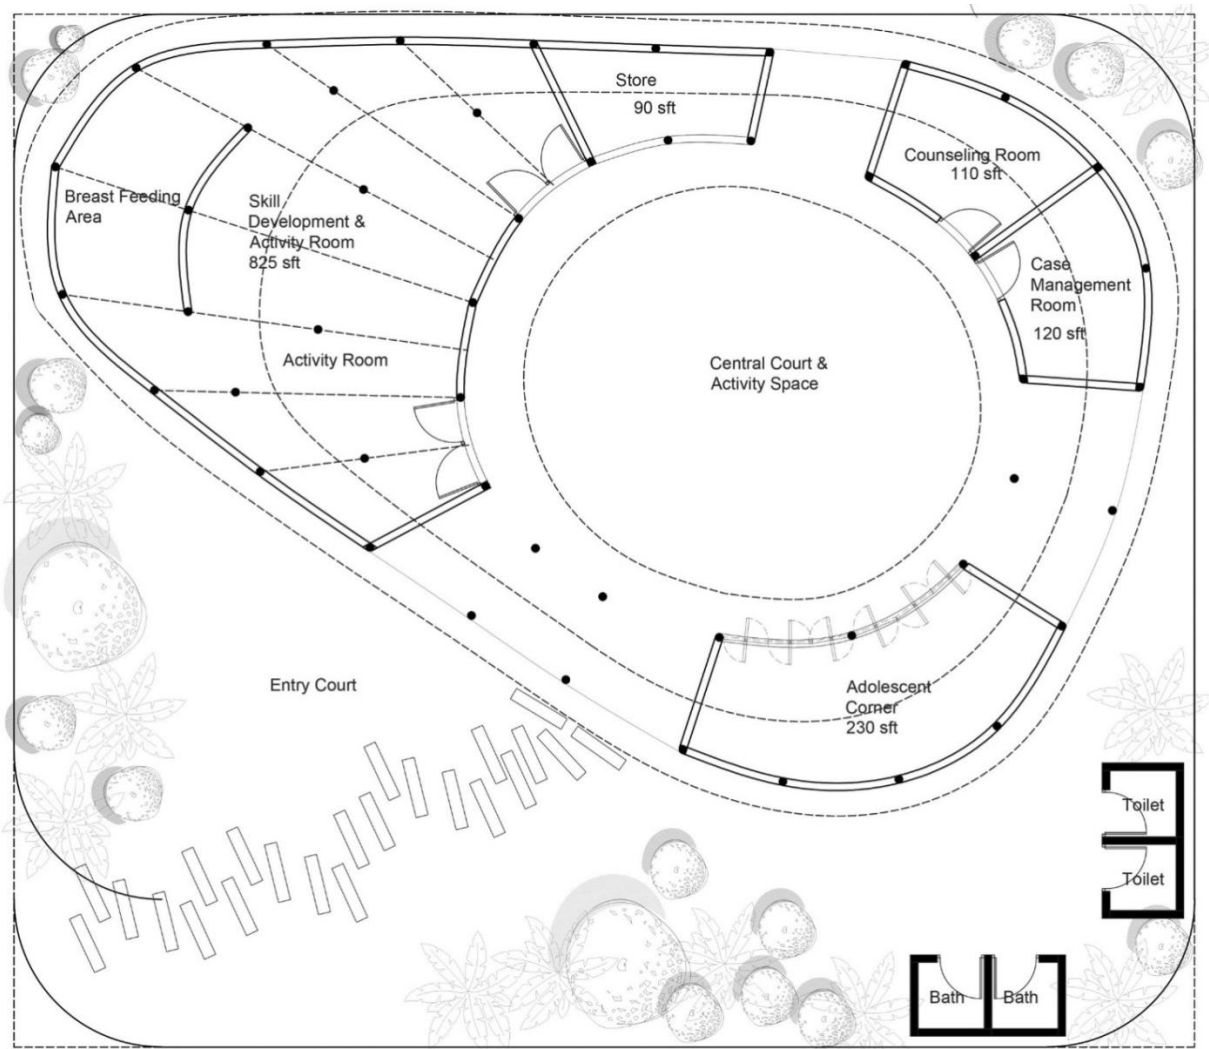 Store
90 sft
Counseling Room
110 sft
Breast Feeding
Area
Skill
Development &
Activity Room
825 sft
Case
Management
Room
120 sft
Activity Room
Central Court &
Activity Space
Entry Court
Adolescent
Corner
230 sft
Toilet
Toilet
Bath
Bath